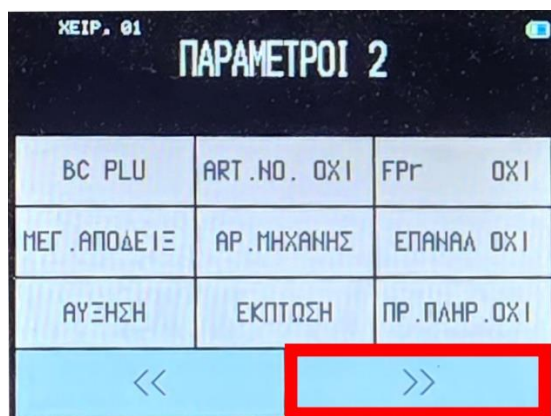 ΧΕΙΡ. 01
ΠΑΡΑΜΕΤΡΟΙ 2
BC PLU ART.NO. ΟΧΙ FPr ΟΧΙ
ΜΕΓ.ΑΠΟΔΕΙΞ ΑΡ.ΜΗΧΑΝΗΣ ΕΠΑΝΑΛ ΟΧΙ
ΑΥΞΗΣΗ ΕΚΠΤΩΣΗ ΠΡ.ΠΛΗΡ.ΟΧΙ
<< >>